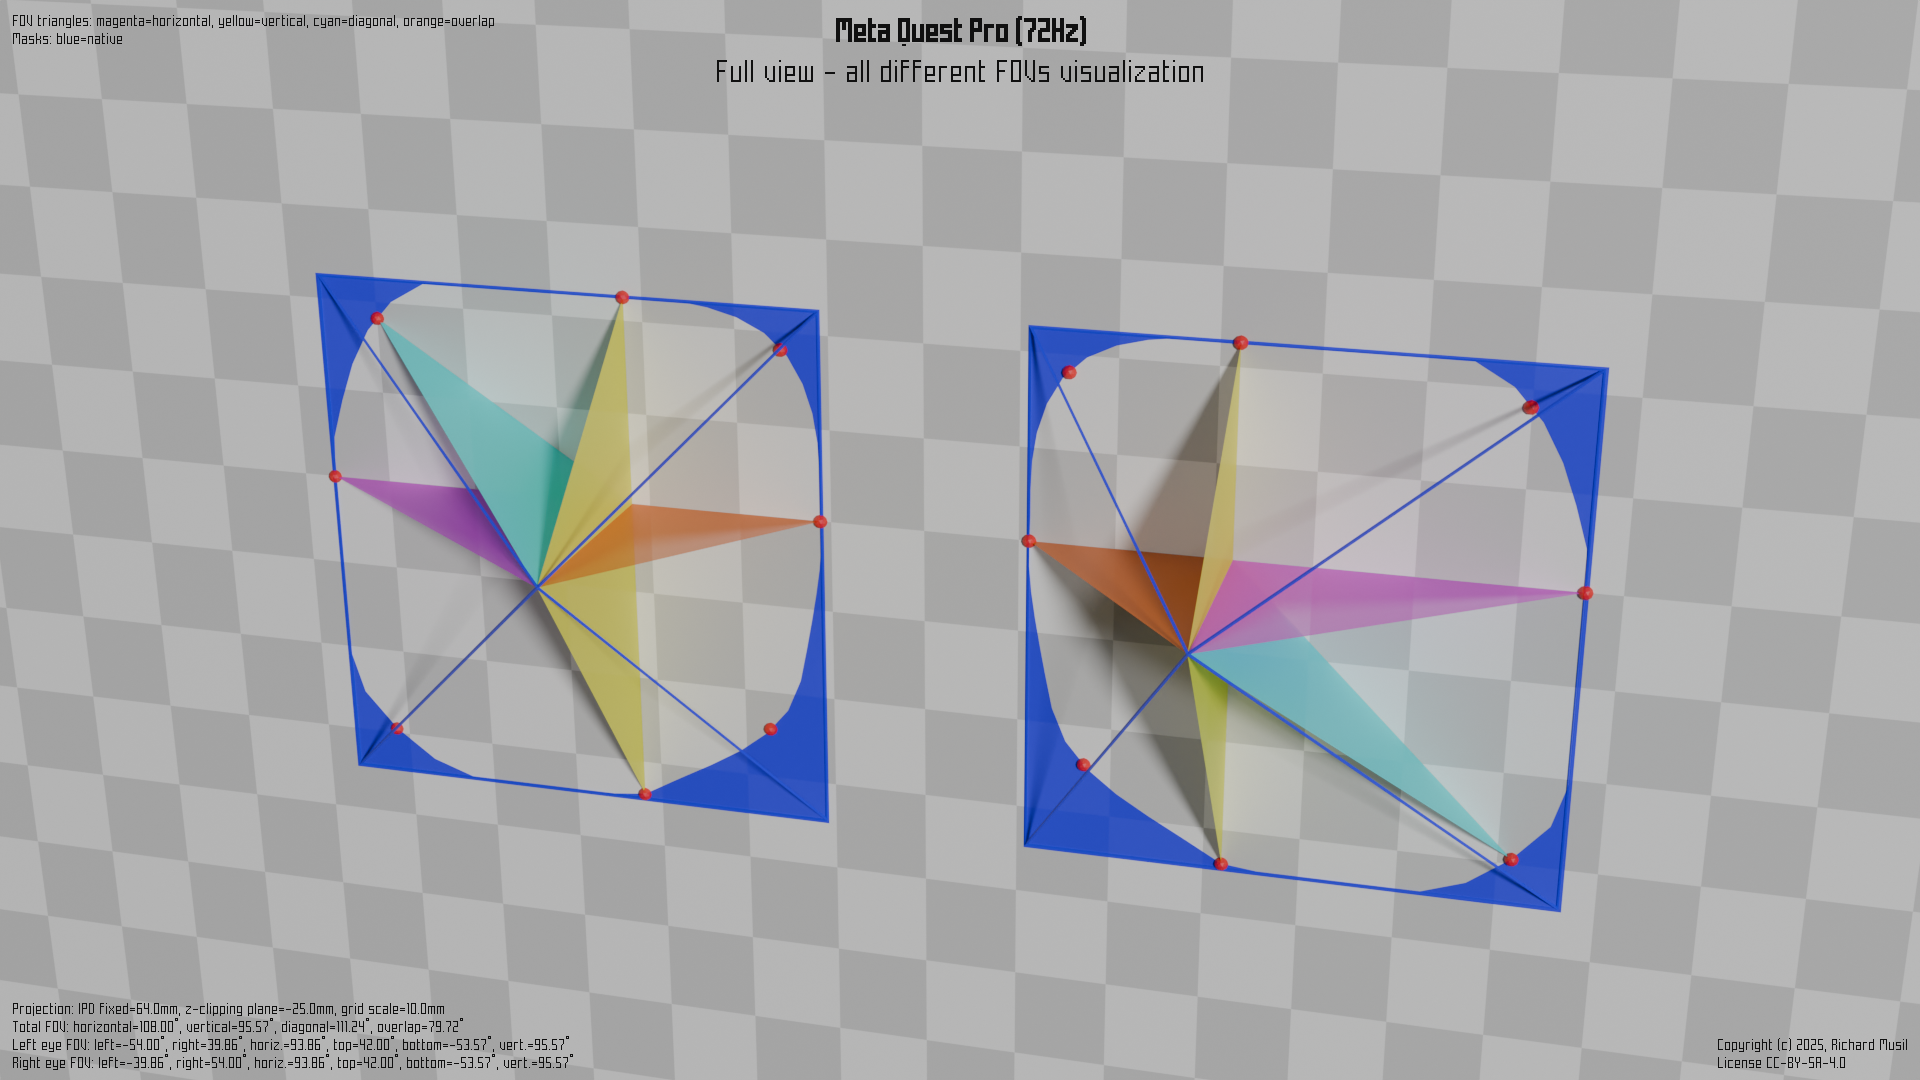 FOV triangles: magenta=horizontal, yellow=vertical, cyan=diagonal, orange=overlap
Masks: blue=native
Meta Quest Pro (72Hz)
Full view - all different FOVs visualization
Projection: IPD fixed=64.0mm, z-clipping plane=-25.0mm, grid scale=10.0mm
Total FOV: horizontal=108.00°, vertical=95.57°, diagonal=111.24°, overlap=79.72°
Left eye FOV: left=-54.00°, right=39.86°, horiz.=93.86°, top=42.00°, bottom=-53.57°, vert.=95.57°
Right eye FOV: left=-39.86°, right=54.00°, horiz.=93.86°, top=42.00°, bottom=-53.57°, vert.=95.57°
Copyright (c) 2025, Richard Musil
License CC-BY-SA-4.0